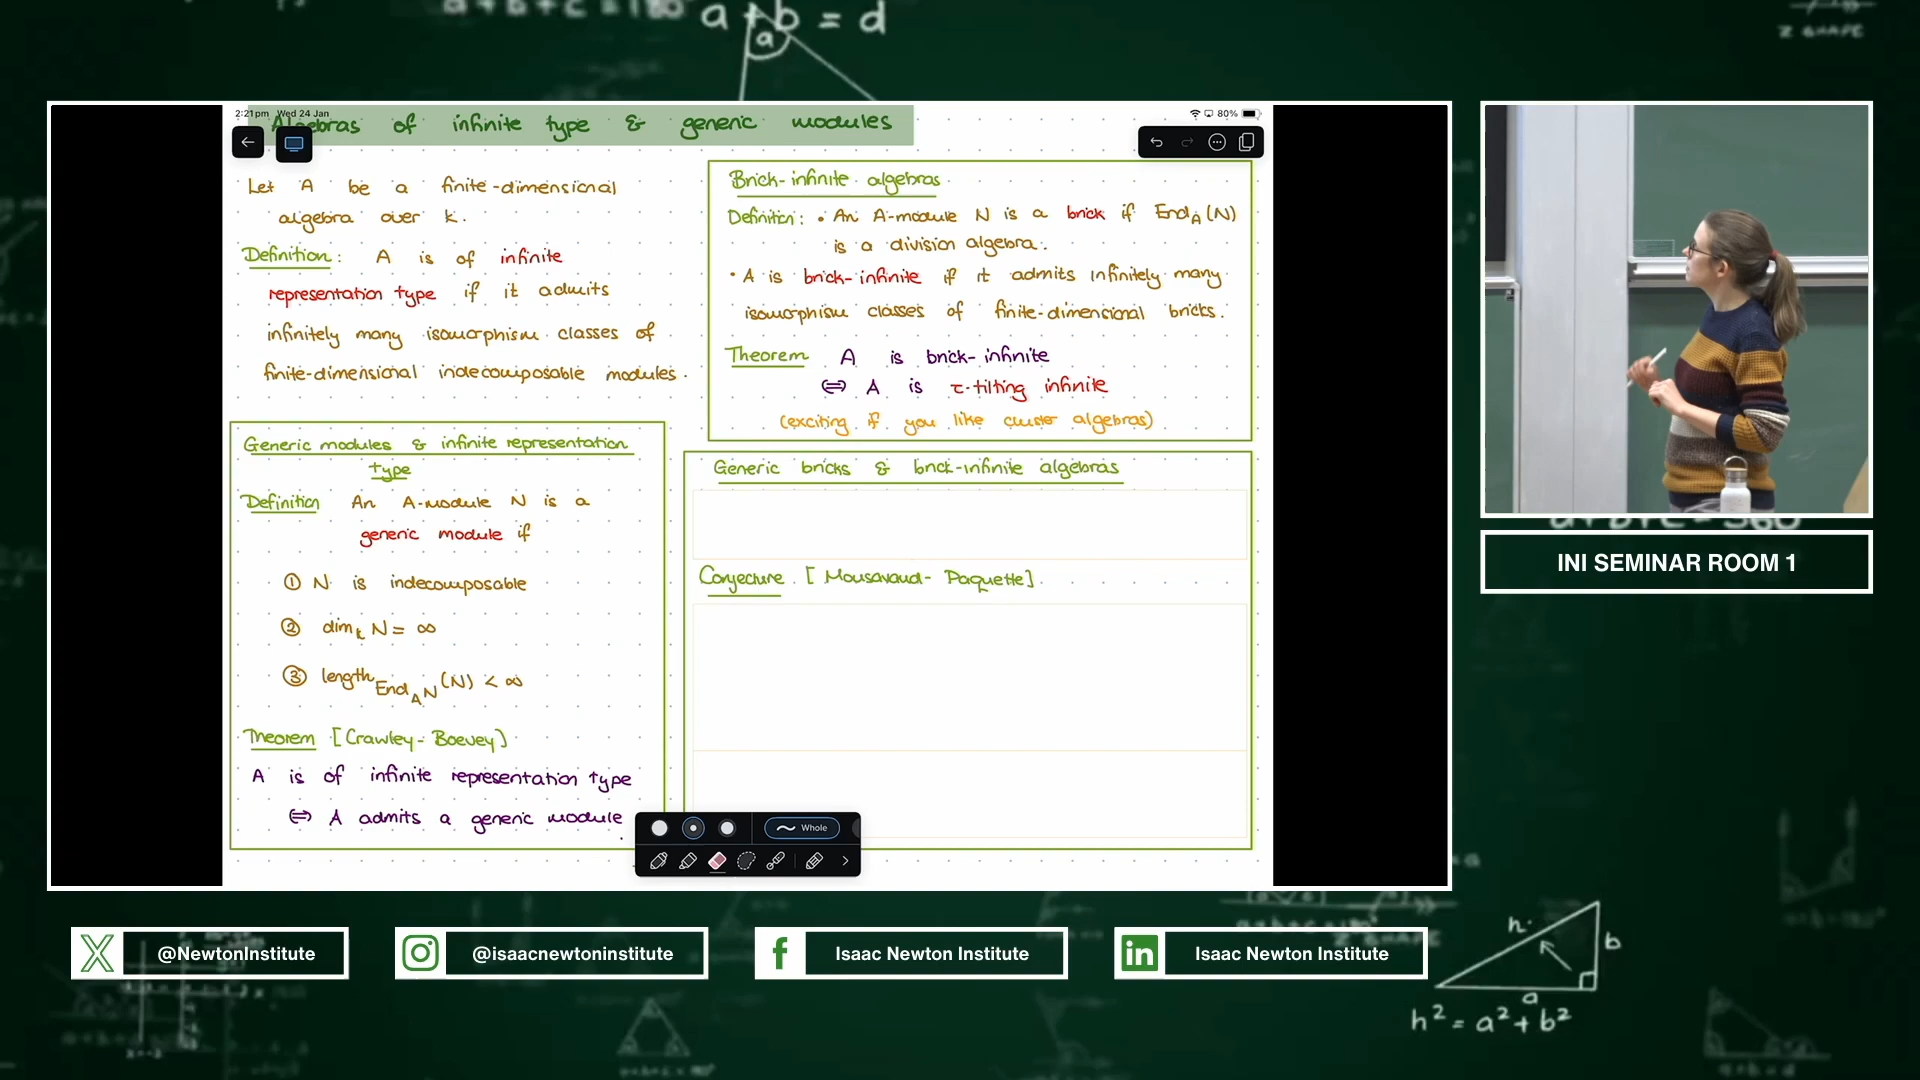 a + b + c = 180°
a + b = d
a
Z SHAPE
2:21pm Wed 24 Jan
80%
Algebras of infinite type & generic modules
Let A be a finite-dimensional
algebra over k.
Definition: A is of infinite
representation type if it admits
infinitely many isomorphism classes of
finite-dimensional indecomposable modules.
Generic modules & infinite representation
type
Definition An A-module N is a
generic module if
① N is indecomposable
② dimₖ N = ∞
③ length End_A N (N) < ∞
Theorem [Crawley-Boevey]
A is of infinite representation type
⇔ A admits a generic module
Brick-infinite algebras
Definition: • An A-module N is a brick if End_A(N)
is a division algebra.
• A is brick-infinite if it admits infinitely many
isomorphism classes of finite-dimensional bricks.
Theorem A is brick-infinite
⇔ A is τ-tilting infinite
(exciting if you like cluster algebras)
Generic bricks & brick-infinite algebras
Conjecture [Mousavand-Paquette]
Whole
INI SEMINAR ROOM 1
@NewtonInstitute
@isaacnewtoninstitute
f Isaac Newton Institute
in Isaac Newton Institute
h
b
a
h² = a² + b²